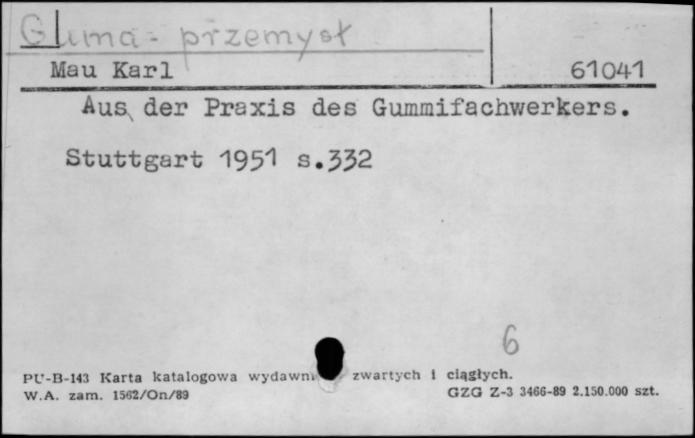 Guma - przemysł
Mau Karl 61041
Aus der Praxis des Gummifachwerkers.
Stuttgart 1951 s.332
6
PU-B-143 Karta katalogowa wydawni zwartych i ciągłych.
W.A. zam. 1562/On/89 GZG Z-3 3466-89 2.150.000 szt.